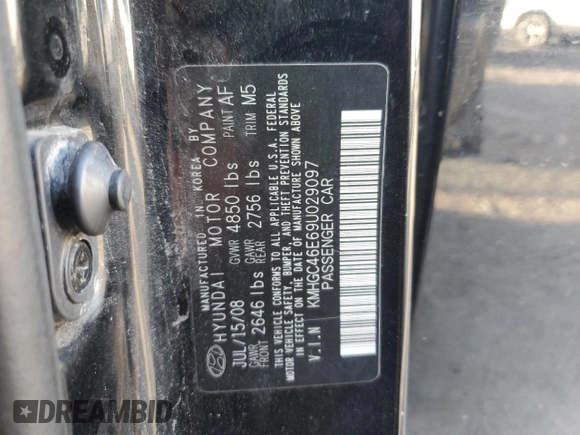 MANUFACTURED IN KOREA BY
HYUNDAI MOTOR COMPANY
JUL/15/08 GVWR 4850 lbs PAINT AF
GAWR FRONT 2646 lbs GAWR REAR 2756 lbs TRIM M5
THIS VEHICLE CONFORMS TO ALL APPLICABLE U.S.A. FEDERAL
MOTOR VEHICLE SAFETY, BUMPER, AND THEFT PREVENTION STANDARDS
IN EFFECT ON THE DATE OF MANUFACTURE SHOWN ABOVE
V.I.N KMHGC46E69U029097
PASSENGER CAR
DREAMBID